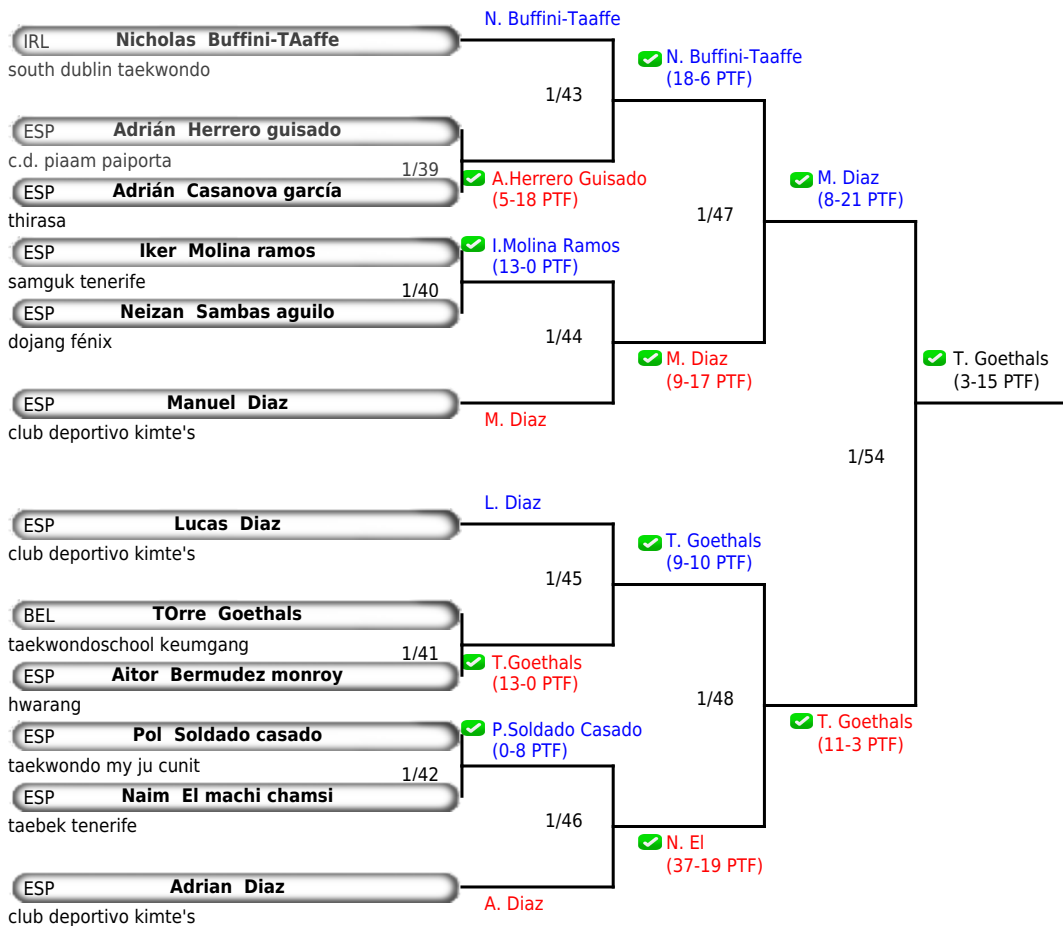 N. Buffini-Taaffe
IRL Nicholas Buffini-TAaffe
south dublin taekwondo
N. Buffini-Taaffe
(18-6 PTF)
1/43
ESP Adrián Herrero guisado
c.d. piaam paiporta
1/39
A.Herrero Guisado
(5-18 PTF)
ESP Adrián Casanova garcía
thirasa
M. Diaz
(8-21 PTF)
1/47
ESP Iker Molina ramos
samguk tenerife
I.Molina Ramos
(13-0 PTF)
1/40
ESP Neizan Sambas aguilo
dojang fénix
1/44
M. Diaz
(9-17 PTF)
T. Goethals
(3-15 PTF)
ESP Manuel Diaz
club deportivo kimte's
M. Diaz
1/54
L. Diaz
ESP Lucas Diaz
club deportivo kimte's
T. Goethals
(9-10 PTF)
1/45
BEL TOrre Goethals
taekwondoschool keumgang
1/41
T.Goethals
(13-0 PTF)
ESP Aitor Bermudez monroy
hwarang
1/48
T. Goethals
(11-3 PTF)
ESP Pol Soldado casado
taekwondo my ju cunit
P.Soldado Casado
(0-8 PTF)
1/42
ESP Naim El machi chamsi
taebek tenerife
1/46
N. El
(37-19 PTF)
ESP Adrian Diaz
club deportivo kimte's
A. Diaz